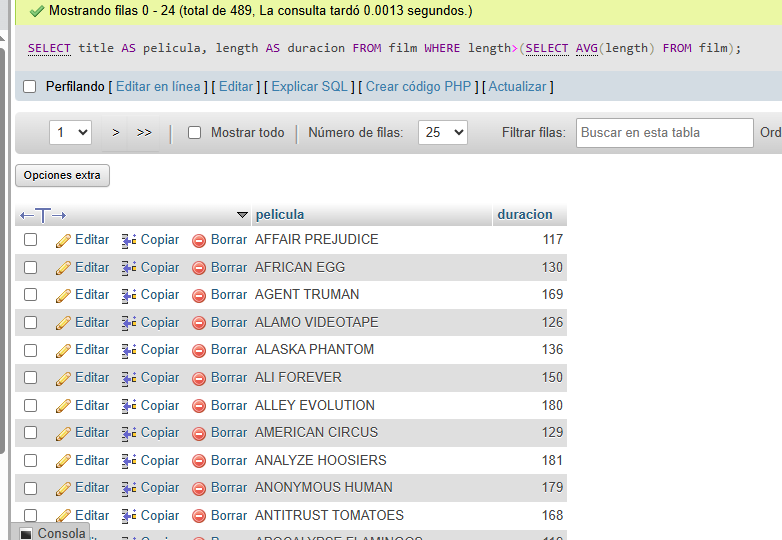 Mostrando filas 0 - 24 (total de 489, La consulta tardó 0.0013 segundos.)
SELECT title AS pelicula, length AS duracion FROM film WHERE length>(SELECT AVG(length) FROM film);
Perfilando [ Editar en línea ] [ Editar ] [ Explicar SQL ] [ Crear código PHP ] [ Actualizar ]
1 > >> | Mostrar todo | Número de filas: 25 Filtrar filas: Buscar en esta tabla Ord
Opciones extra
←T→ pelicula duracion
Editar Copiar Borrar AFFAIR PREJUDICE 117
Editar Copiar Borrar AFRICAN EGG 130
Editar Copiar Borrar AGENT TRUMAN 169
Editar Copiar Borrar ALAMO VIDEOTAPE 126
Editar Copiar Borrar ALASKA PHANTOM 136
Editar Copiar Borrar ALI FOREVER 150
Editar Copiar Borrar ALLEY EVOLUTION 180
Editar Copiar Borrar AMERICAN CIRCUS 129
Editar Copiar Borrar ANALYZE HOOSIERS 181
Editar Copiar Borrar ANONYMOUS HUMAN 179
Editar Copiar Borrar ANTITRUST TOMATOES 168
Consola